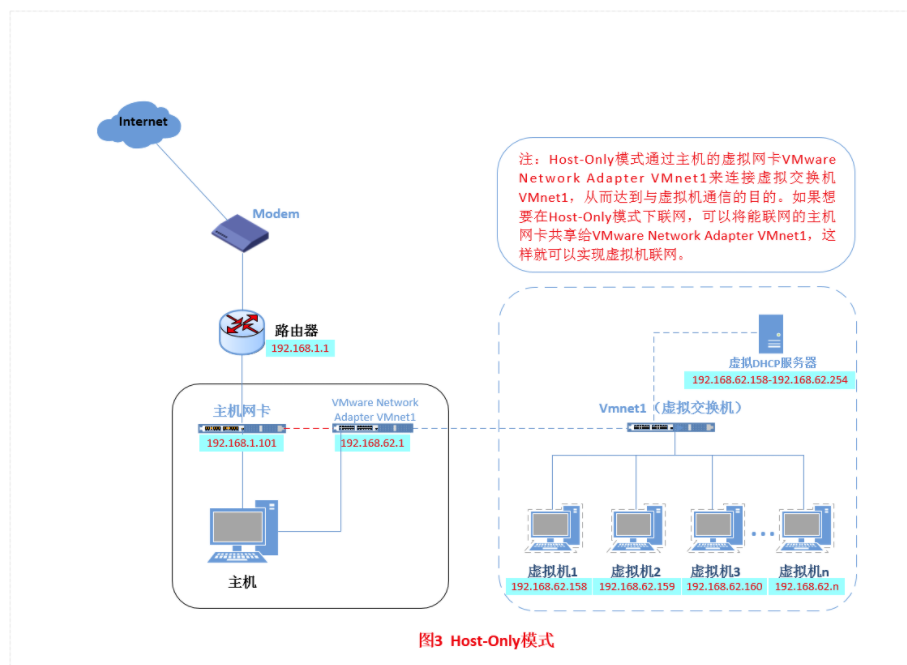 Internet
Modem
注：Host-Only模式通过主机的虚拟网卡VMware
Network Adapter VMnet1来连接虚拟交换机
VMnet1，从而达到与虚拟机通信的目的。如果想
要在Host-Only模式下联网，可以将能联网的主机
网卡共享给VMware Network Adapter VMnet1，这
样就可以实现虚拟机联网。
路由器
192.168.1.1
虚拟DHCP服务器
192.168.62.158-192.168.62.254
主机网卡
192.168.1.101
VMware Network
Adapter VMnet1
192.168.62.1
Vmnet1（虚拟交换机）
主机
虚拟机1
192.168.62.158
虚拟机2
192.168.62.159
虚拟机3
192.168.62.160
虚拟机n
192.168.62.n
图3 Host-Only模式